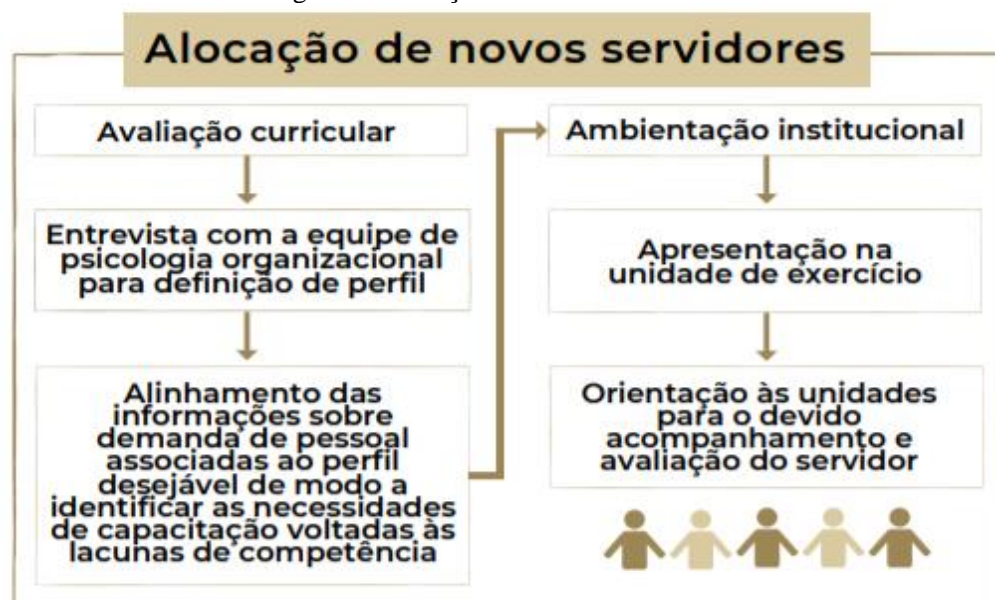 Alocação de novos servidores
Avaliação curricular
Entrevista com a equipe de
psicologia organizacional
para definição de perfil
Alinhamento das
informações sobre
demanda de pessoal
associadas ao perfil
desejável de modo a
identificar as necessidades
de capacitação voltadas às
lacunas de competência
Ambientação institucional
Apresentação na
unidade de exercício
Orientação às unidades
para o devido
acompanhamento e
avaliação do servidor